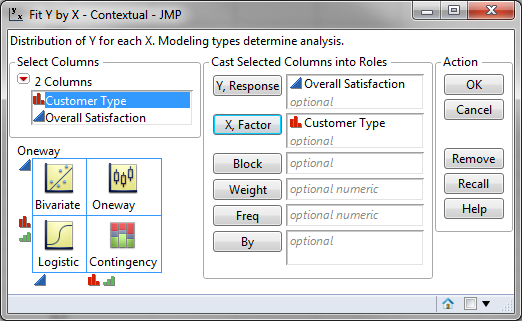 Fit Y by X - Contextual - JMP
Distribution of Y for each X. Modeling types determine analysis.
Select Columns
2 Columns
Customer Type
Overall Satisfaction
Oneway
Bivariate
Oneway
Logistic
Contingency
Cast Selected Columns into Roles
Y, Response
Overall Satisfaction
optional
X, Factor
Customer Type
optional
Block
optional
Weight
optional numeric
Freq
optional numeric
By
optional
Action
OK
Cancel
Remove
Recall
Help